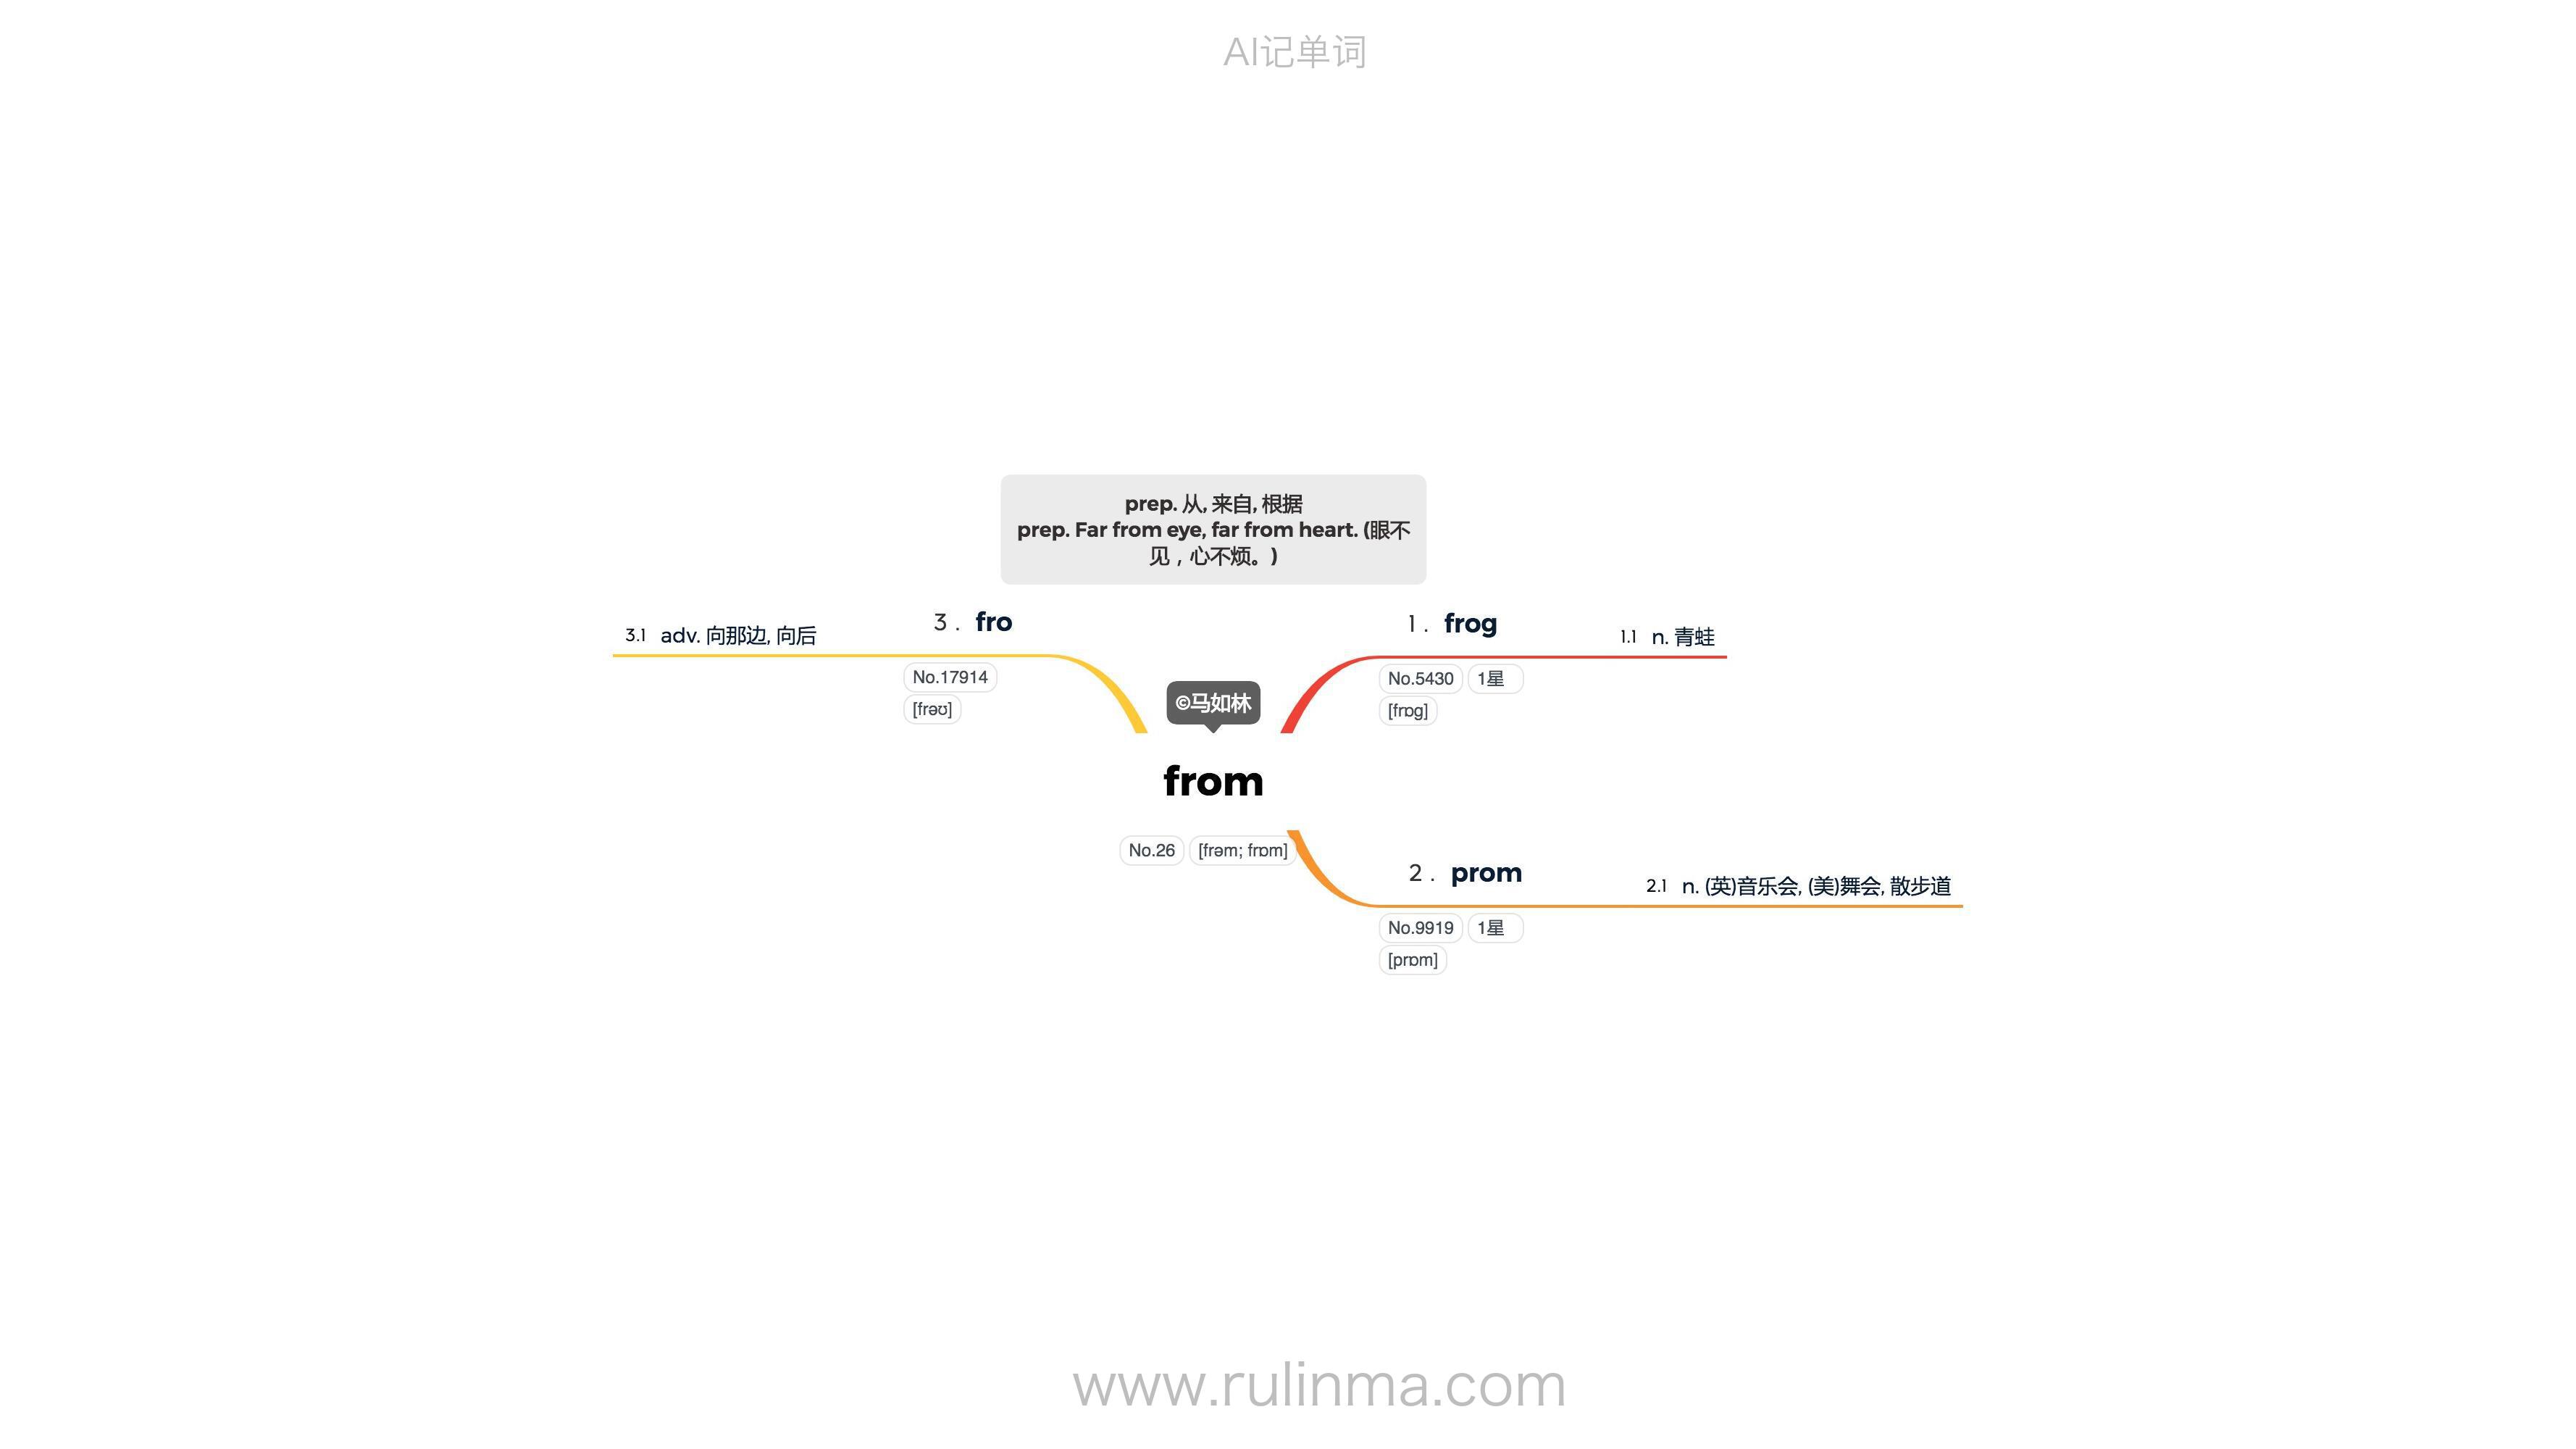 AI记单词
prep. 从, 来自, 根据
prep. Far from eye, far from heart. (眼不
见，心不烦。)
3 . fro
3.1 adv. 向那边, 向后
No.17914
[frəʊ]
1 . frog
1.1 n. 青蛙
No.5430 1星
[frɒg]
©马如林
from
No.26 [frəm; frɒm]
2 . prom
2.1 n. (英)音乐会, (美)舞会, 散步道
No.9919 1星
[prɒm]
www.rulinma.com